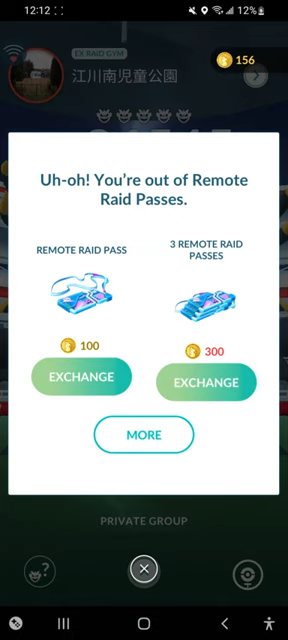 12:12
12%
EX RAID GYM
156
江川南児童公園
Uh-oh! You're out of Remote
Raid Passes.
REMOTE RAID PASS
3 REMOTE RAID
PASSES
100
300
EXCHANGE
EXCHANGE
MORE
PRIVATE GROUP